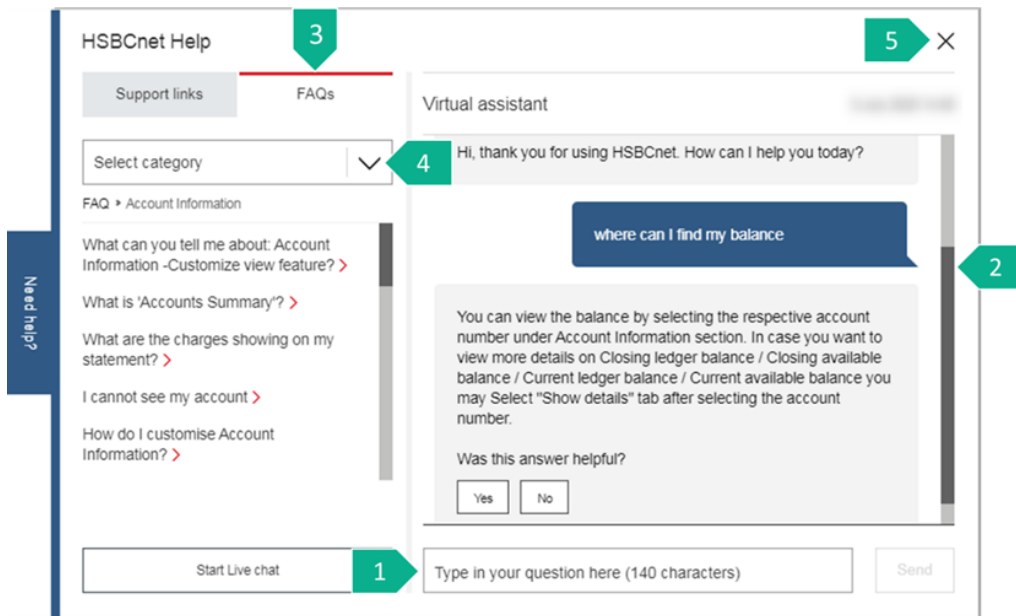 HSBCnet Help
3
5
Support links
FAQs
Virtual assistant
Select category
4
Hi, thank you for using HSBCnet. How can I help you today?
FAQ ▸ Account Information
where can I find my balance
What can you tell me about: Account
Information -Customize view feature? >
2
Need help?
What is 'Accounts Summary'? >
What are the charges showing on my
statement? >
I cannot see my account >
How do I customise Account
Information? >
You can view the balance by selecting the respective account
number under Account Information section. In case you want to
view more details on Closing ledger balance / Closing available
balance / Current ledger balance / Current available balance you
may Select "Show details" tab after selecting the account
number.
Was this answer helpful?
Yes
No
Start Live chat
1
Type in your question here (140 characters)
Send